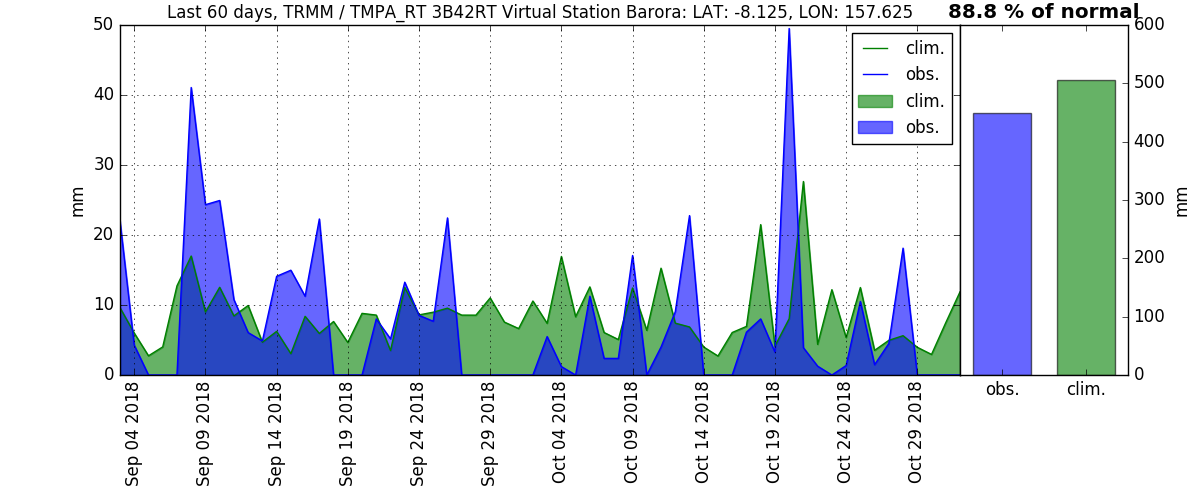 Last 60 days, TRMM / TMPA_RT 3B42RT Virtual Station Barora: LAT: -8.125, LON: 157.625
88.8 % of normal
50
40
30
20
10
0
mm
clim.
obs.
clim.
obs.
Sep 04 2018
Sep 09 2018
Sep 14 2018
Sep 19 2018
Sep 24 2018
Sep 29 2018
Oct 04 2018
Oct 09 2018
Oct 14 2018
Oct 19 2018
Oct 24 2018
Oct 29 2018
600
500
400
300
200
100
0
mm
obs.
clim.